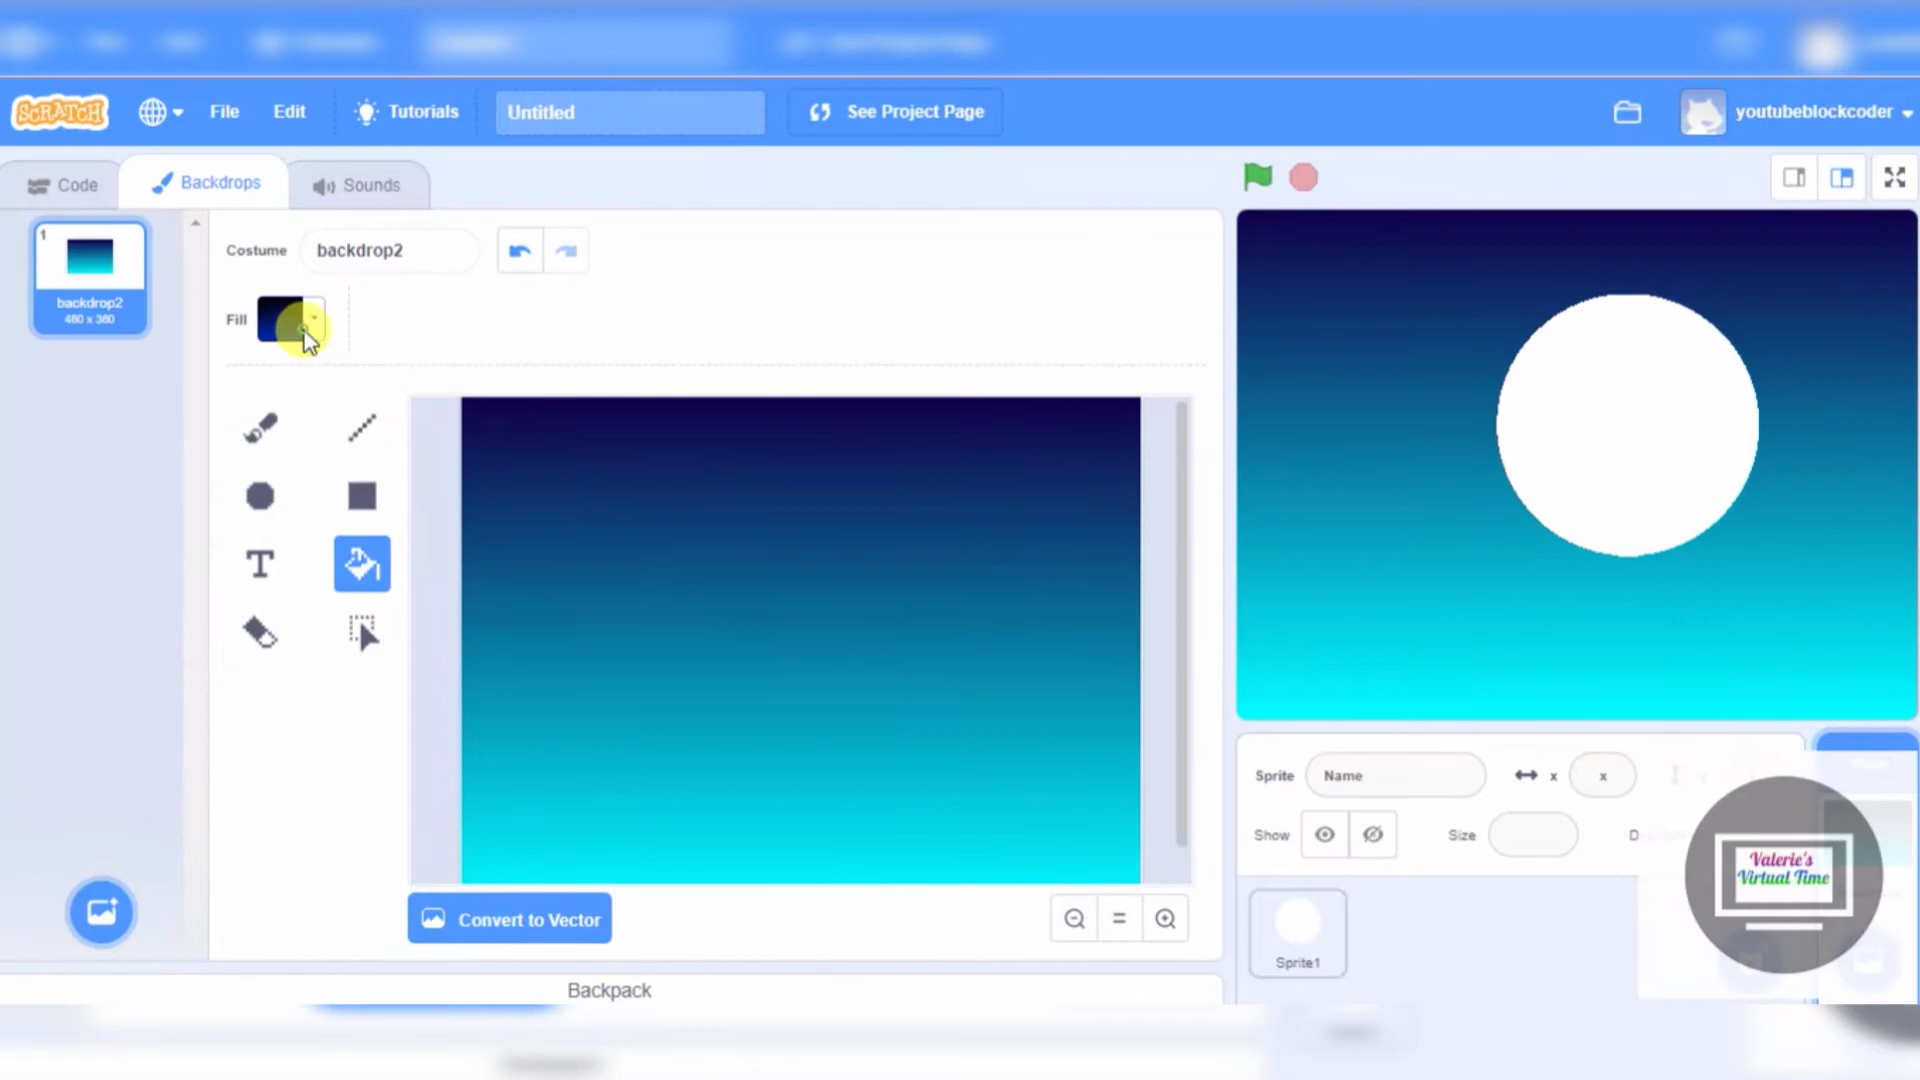 SCRATCH
File
Edit
Tutorials
Untitled
See Project Page
youtubeblockcoder
Code
Backdrops
Sounds
1
backdrop2
480 x 360
Costume
backdrop2
Fill
T
Convert to Vector
Backpack
Sprite
Name
x
x
Show
Size
Sprite1
Valerie's
Virtual Time